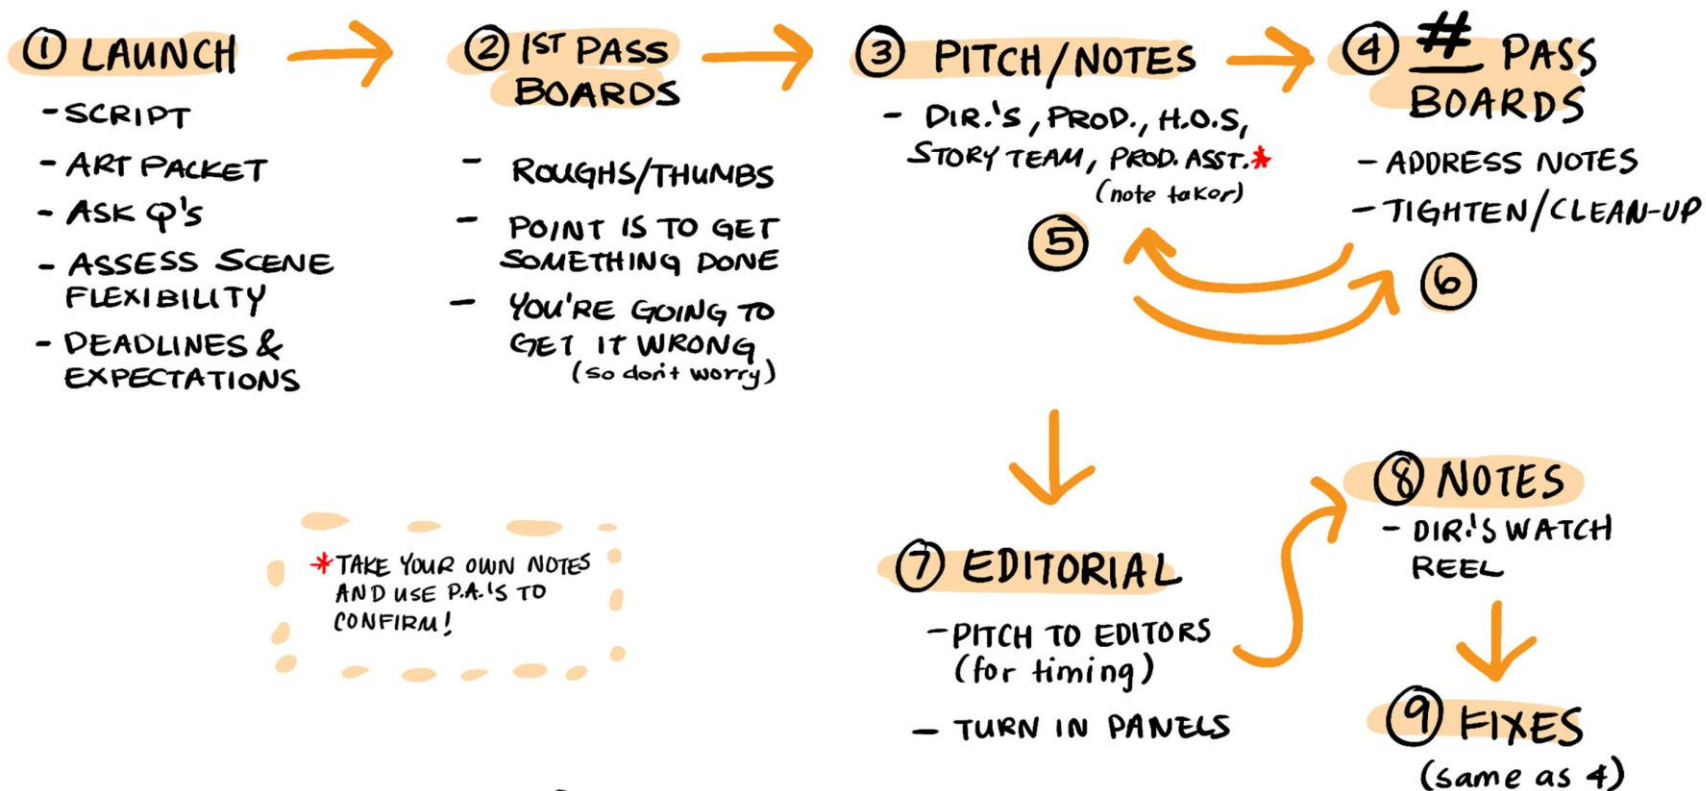 ① LAUNCH
- SCRIPT
- ART PACKET
- ASK Q's
- ASSESS SCENE
FLEXIBILITY
- DEADLINES &
EXPECTATIONS
② 1ST PASS
BOARDS
- ROUGHS/THUMBS
- POINT IS TO GET
SOMETHING DONE
- YOU'RE GOING TO
GET IT WRONG
(so don't worry)
③ PITCH/NOTES
- DIR.'S, PROD., H.O.S,
STORY TEAM, PROD. ASST.*
(note taker)
④ # PASS
BOARDS
- ADDRESS NOTES
- TIGHTEN/CLEAN-UP
⑤
⑥
* TAKE YOUR OWN NOTES
AND USE P.A.'S TO
CONFIRM!
⑦ EDITORIAL
- PITCH TO EDITORS
(for timing)
- TURN IN PANELS
⑧ NOTES
- DIR.'S WATCH
REEL
⑨ FIXES
(same as 4)